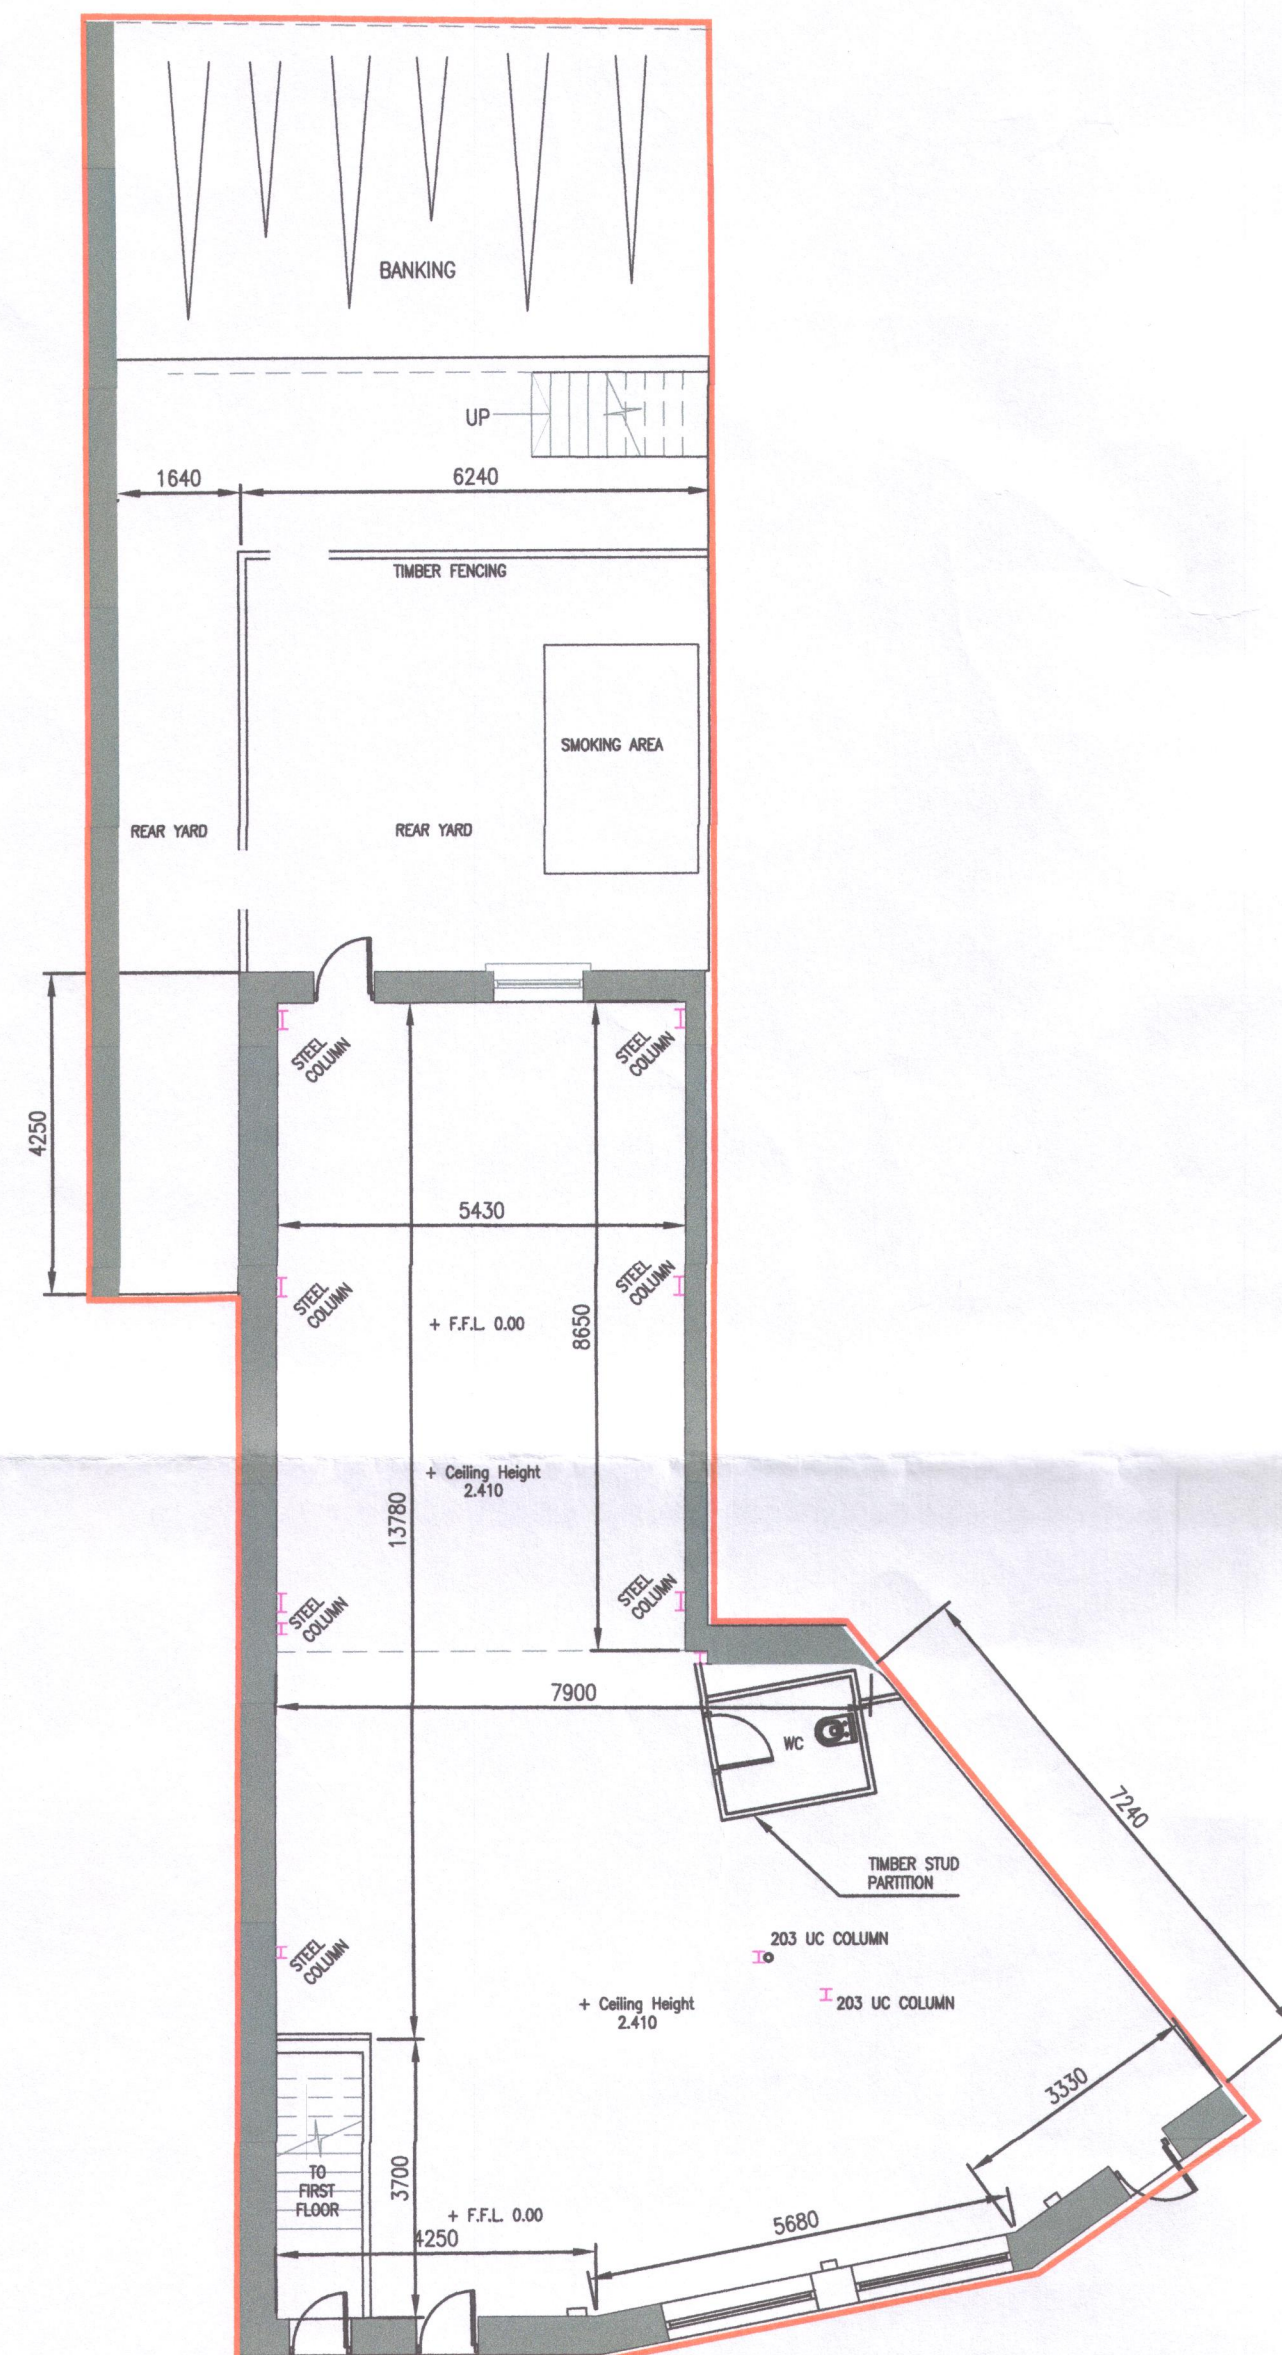 BANKING
UP
1640
6240
TIMBER FENCING
SMOKING AREA
REAR YARD
REAR YARD
STEEL
COLUMN
STEEL
COLUMN
4250
5430
STEEL
COLUMN
STEEL
COLUMN
+ F.F.L. 0.00
8650
+ Ceiling Height
2.410
13780
STEEL
COLUMN
STEEL
COLUMN
7900
WC
7240
TIMBER STUD
PARTITION
203 UC COLUMN
STEEL
COLUMN
+ Ceiling Height
2.410
203 UC COLUMN
3330
TO
FIRST
FLOOR
3700
+ F.F.L. 0.00
4250
5680